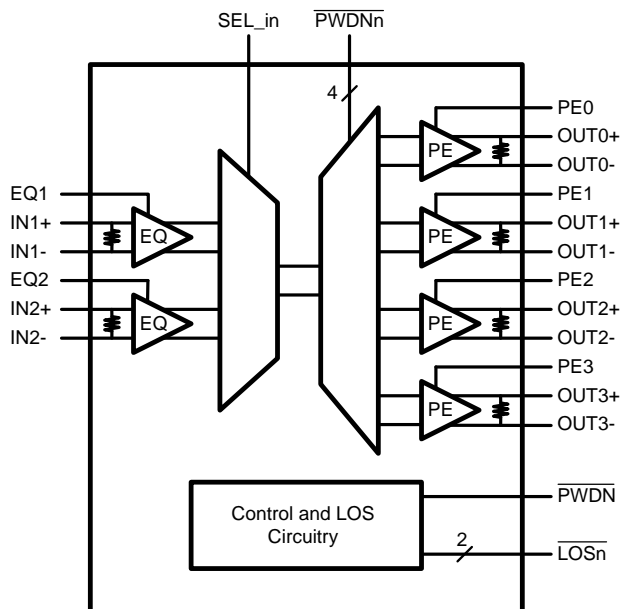 SEL_in
PWDNn
4
PE0
OUT0+
PE
OUT0-
EQ1
PE1
IN1+
OUT1+
EQ
PE
IN1-
OUT1-
EQ2
PE2
IN2+
OUT2+
EQ
PE
IN2-
OUT2-
PE3
OUT3+
PE
OUT3-
PWDN
Control and LOS
Circuitry
2
LOSn